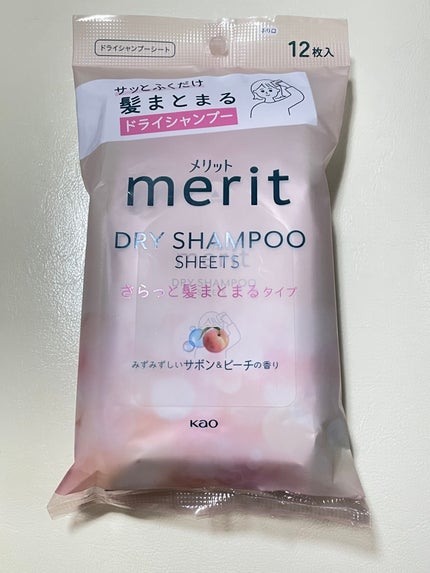 キリロ
ドライシャンプーシート
12枚入
サッとふくだけ
髪まとまる
ドライシャンプー
メリット
merit
DRY SHAMPOO
SHEETS
さらっと髪まとまるタイプ
みずみずしいサボン&ピーチの香り
Kao